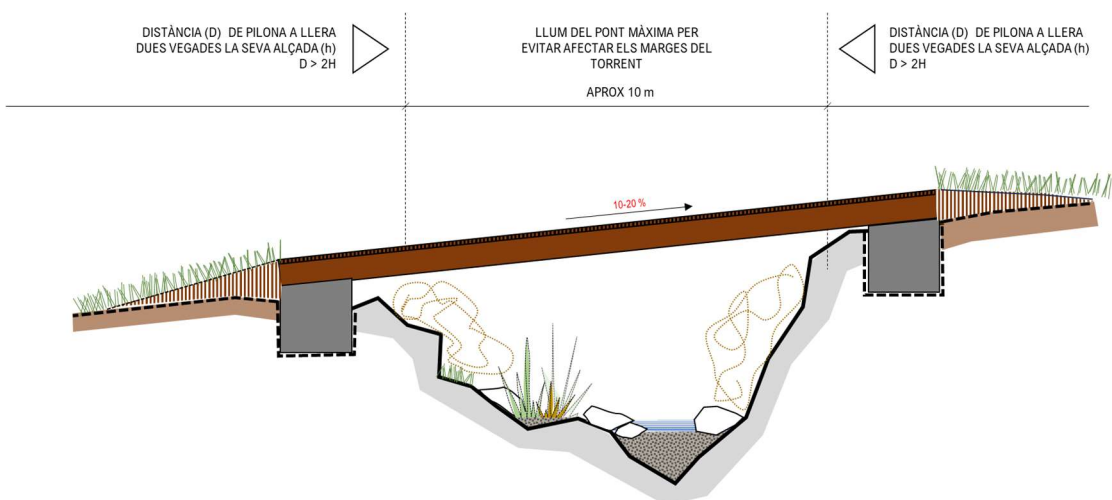 DISTÀNCIA (D) DE PILONA A LLERA
DUES VEGADES LA SEVA ALÇADA (h)
D > 2H
LLUM DEL PONT MÀXIMA PER
EVITAR AFECTAR ELS MARGES DEL
TORRENT
APROX 10 m
DISTÀNCIA (D) DE PILONA A LLERA
DUES VEGADES LA SEVA ALÇADA (h)
D > 2H
10-20 %